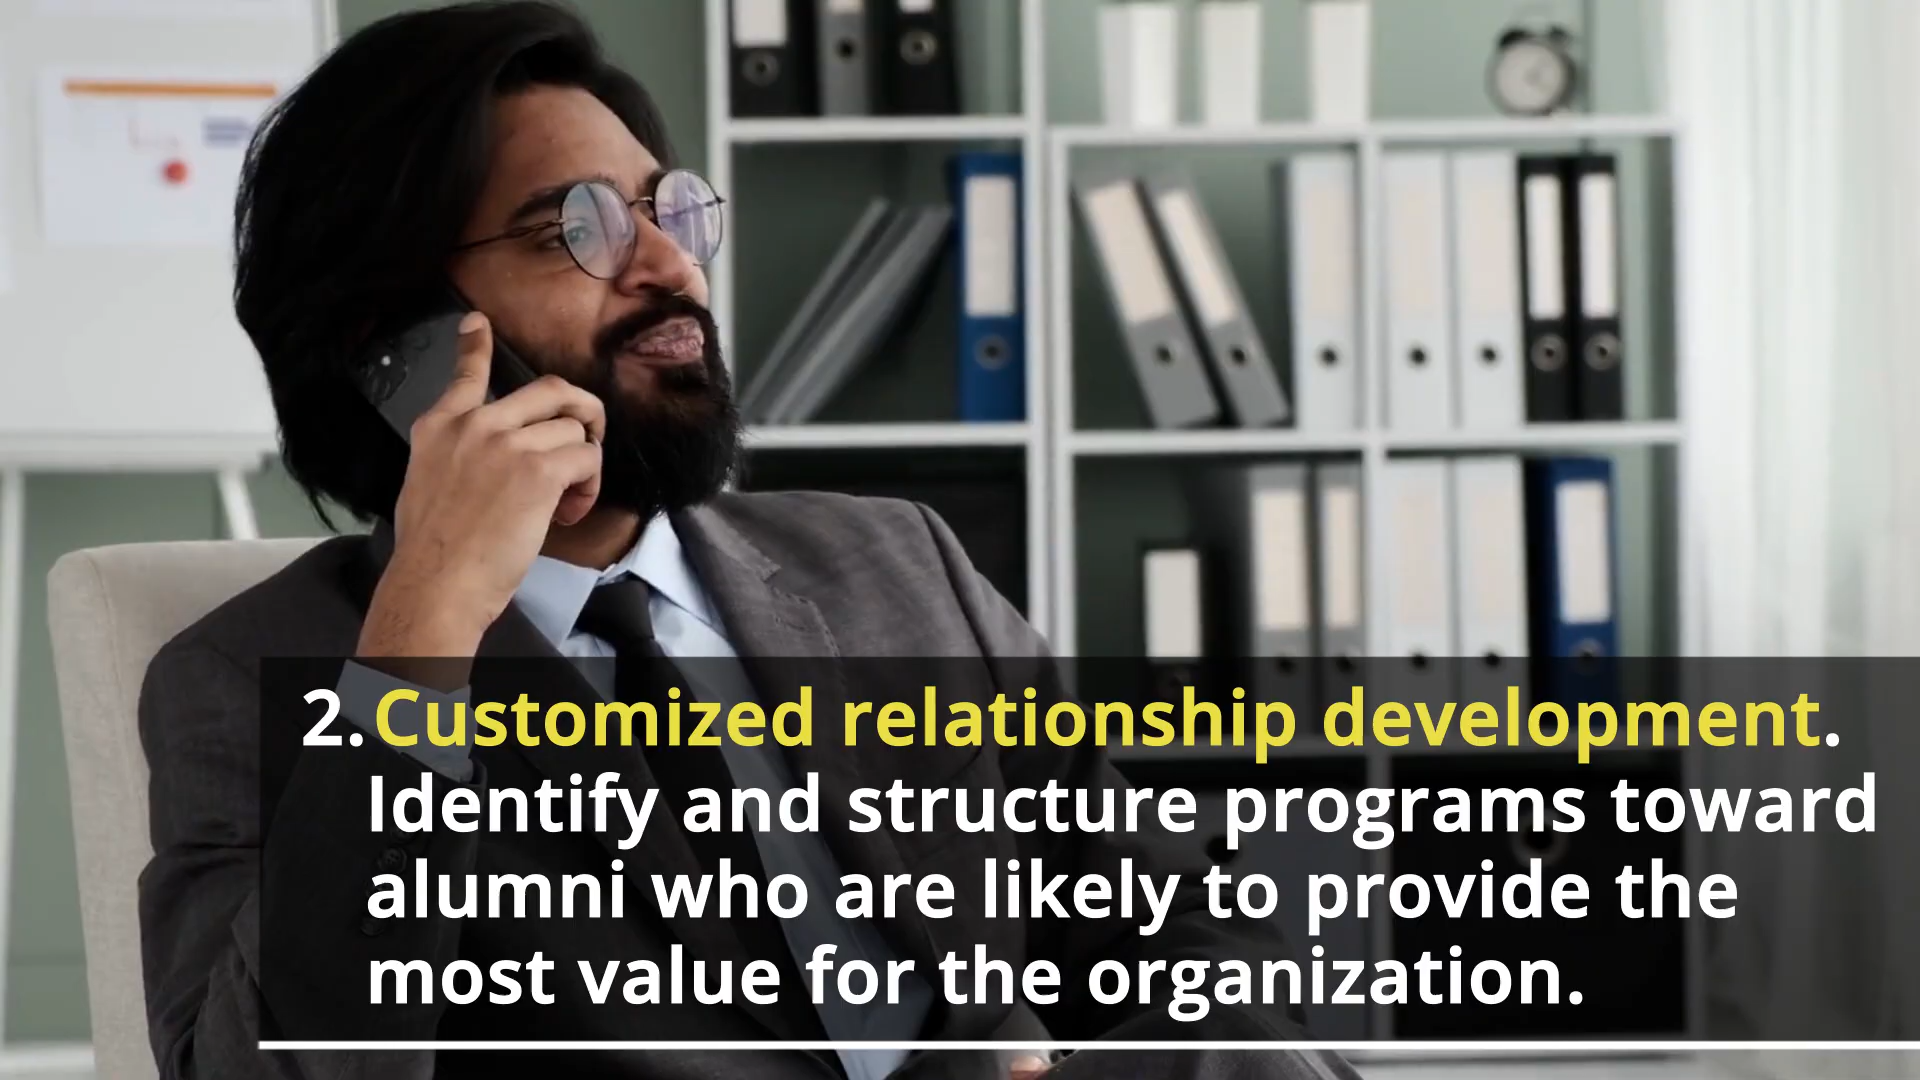 2. Customized relationship development.
Identify and structure programs toward
alumni who are likely to provide the
most value for the organization.